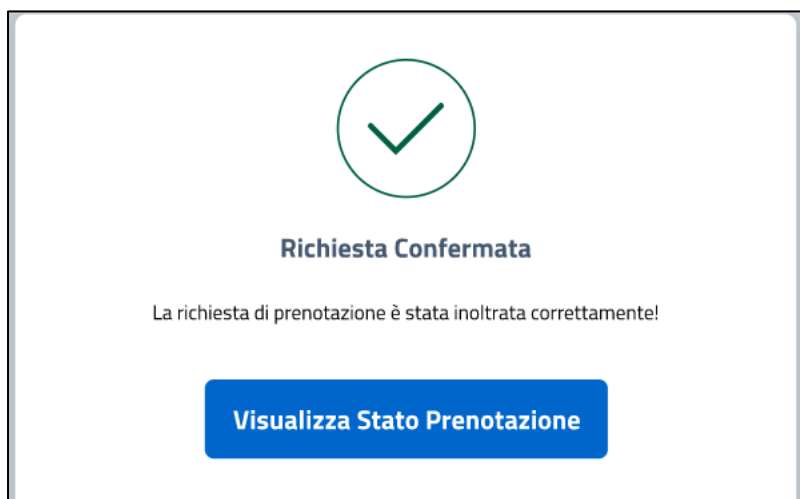 Richiesta Confermata
La richiesta di prenotazione è stata inoltrata correttamente!
Visualizza Stato Prenotazione